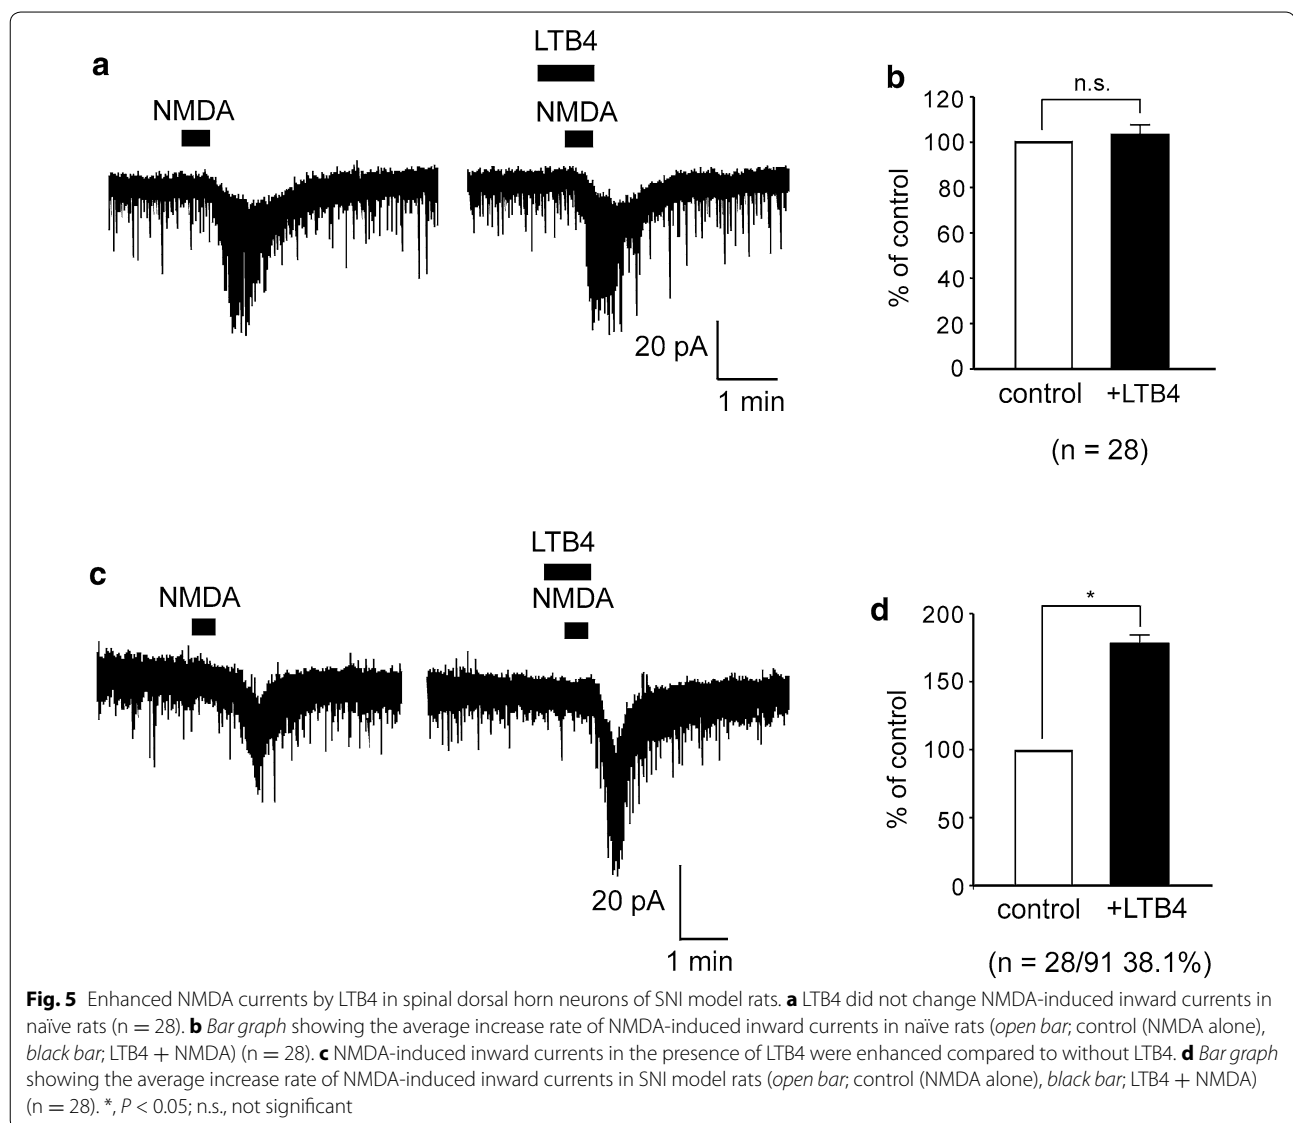 a
LTB4
NMDA
NMDA
20 pA
1 min
b
n.s.
120
100
80
60
40
20
0
% of control
control
+LTB4
(n = 28)
c
LTB4
NMDA
NMDA
20 pA
1 min
d
*
200
150
100
50
0
% of control
control
+LTB4
(n = 28/91 38.1%)
Fig. 5 Enhanced NMDA currents by LTB4 in spinal dorsal horn neurons of SNI model rats. a LTB4 did not change NMDA-induced inward currents in
naïve rats (n = 28). b Bar graph showing the average increase rate of NMDA-induced inward currents in naïve rats (open bar; control (NMDA alone),
black bar; LTB4 + NMDA) (n = 28). c NMDA-induced inward currents in the presence of LTB4 were enhanced compared to without LTB4. d Bar graph
showing the average increase rate of NMDA-induced inward currents in SNI model rats (open bar; control (NMDA alone), black bar; LTB4 + NMDA)
(n = 28). *, P < 0.05; n.s., not significant